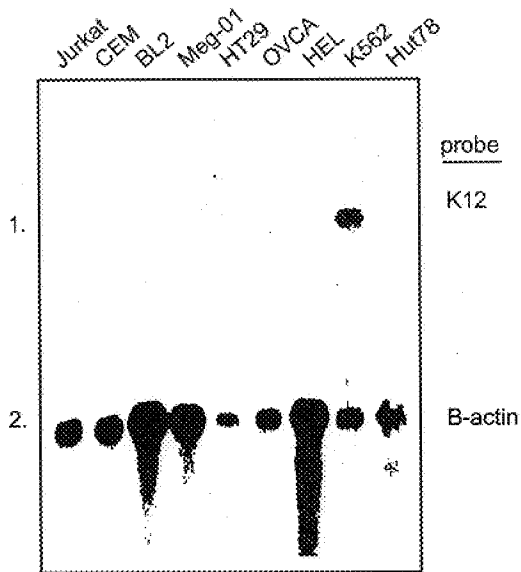 Jurkat
CEM
BL2
Meg-01
HT29
OVCA
HEL
K562
Hut78
probe
1.
K12
2.
B-actin